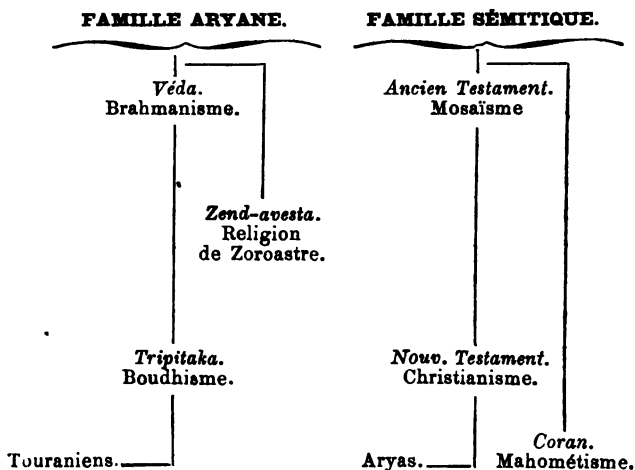 FAMILLE ARYANE.
Véda.
Brahmanisme.
Zend-avesta.
Religion
de Zoroastre.
Tripitaka.
Boudhisme.
Touraniens.
FAMILLE SÉMITIQUE.
Ancien Testament.
Mosaïsme
Nouv. Testament.
Christianisme.
Coran.
Aryas.
Mahométisme.